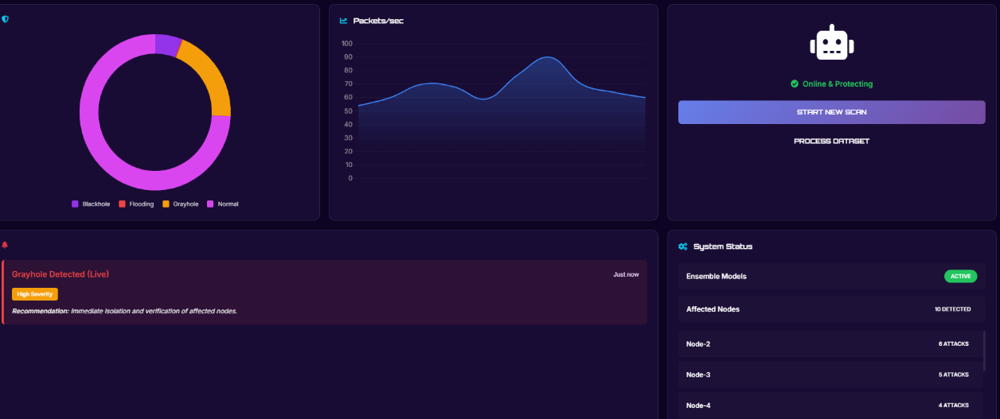 Blackhole Flooding Grayhole Normal
Packets/sec
100
90
80
70
60
50
40
30
20
10
0
Online & Protecting
START NEW SCAN
PROCESS DATASET
Grayhole Detected (Live) Just now
High Severity
Recommendation: Immediate isolation and verification of affected nodes.
System Status
Ensemble Models ACTIVE
Affected Nodes 10 DETECTED
Node-2 6 ATTACKS
Node-3 5 ATTACKS
Node-4 4 ATTACKS